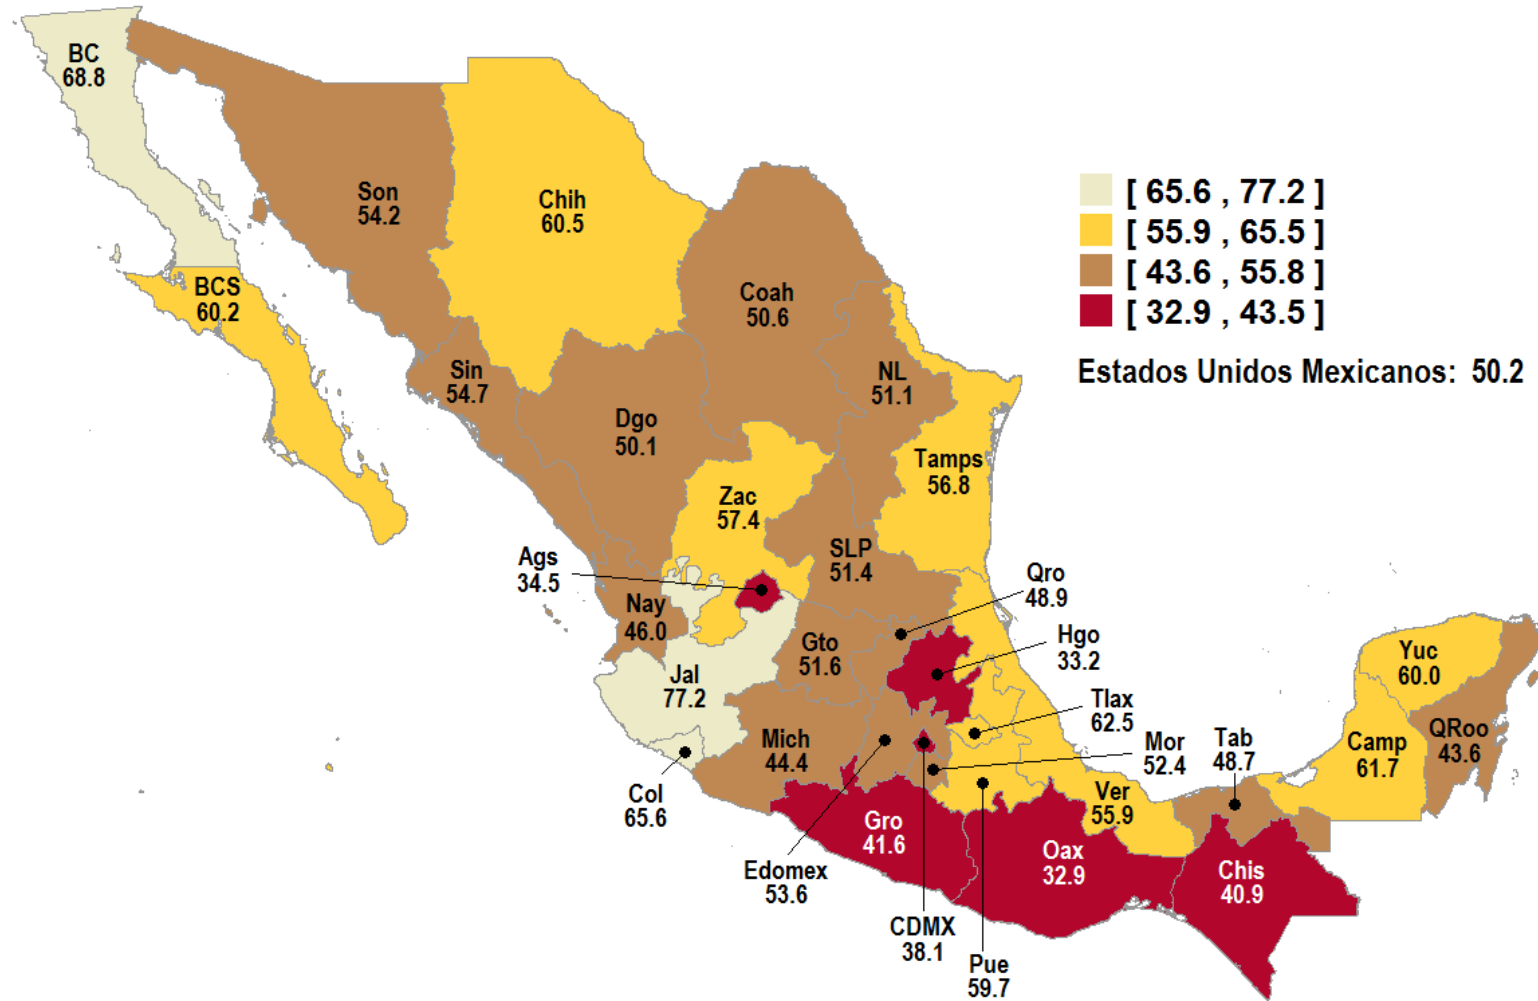 BC
68.8
Son
54.2
Chih
60.5
[ 65.6 , 77.2 ]
[ 55.9 , 65.5 ]
[ 43.6 , 55.8 ]
[ 32.9 , 43.5 ]
Estados Unidos Mexicanos: 50.2
BCS
60.2
Coah
50.6
Sin
54.7
NL
51.1
Dgo
50.1
Tamps
56.8
Zac
57.4
SLP
51.4
Ags
34.5
Qro
48.9
Nay
46.0
Gto
51.6
Hgo
33.2
Yuc
60.0
Jal
77.2
Tlax
62.5
Mich
44.4
Mor
52.4
Tab
48.7
Camp
61.7
QRoo
43.6
Col
65.6
Ver
55.9
Gro
41.6
Edomex
53.6
Oax
32.9
Chis
40.9
CDMX
38.1
Pue
59.7